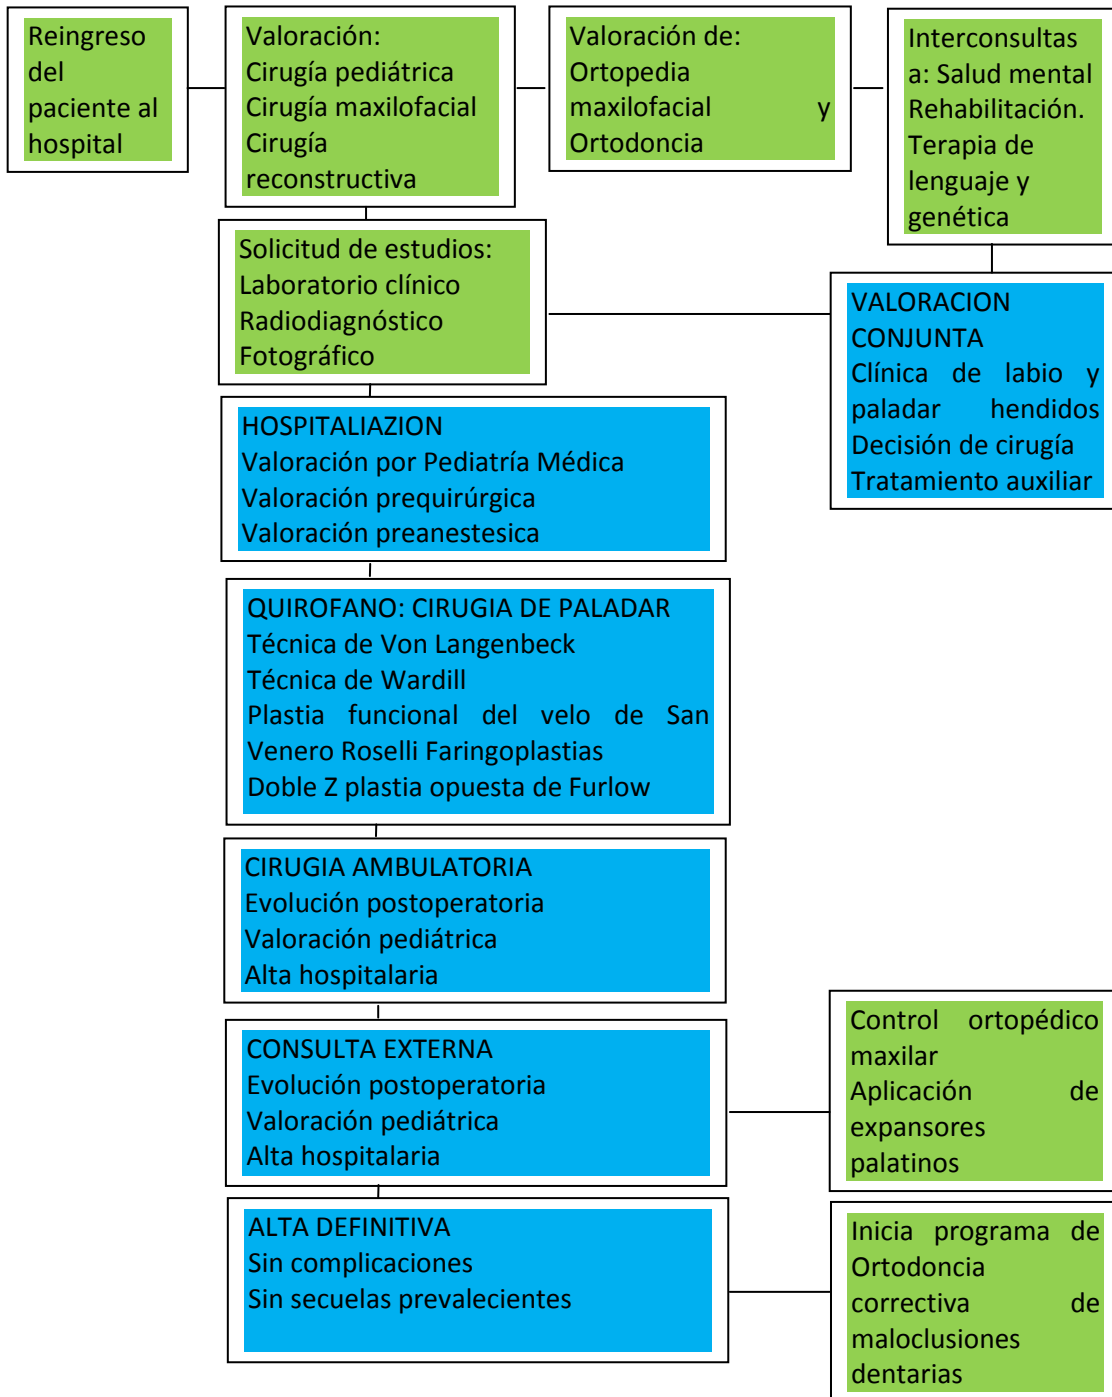 Reingreso
del
paciente al
hospital
Valoración:
Cirugía pediátrica
Cirugía maxilofacial
Cirugía
reconstructiva
Valoración de:
Ortopedia
maxilofacial y
Ortodoncia
Interconsultas
a: Salud mental
Rehabilitación.
Terapia de
lenguaje y
genética
Solicitud de estudios:
Laboratorio clínico
Radiodiagnóstico
Fotográfico
VALORACION
CONJUNTA
Clínica de labio y
paladar hendidos
Decisión de cirugía
Tratamiento auxiliar
HOSPITALIAZION
Valoración por Pediatría Médica
Valoración prequirúrgica
Valoración preanestesica
QUIROFANO: CIRUGIA DE PALADAR
Técnica de Von Langenbeck
Técnica de Wardill
Plastia funcional del velo de San
Venero Roselli Faringoplastias
Doble Z plastia opuesta de Furlow
CIRUGIA AMBULATORIA
Evolución postoperatoria
Valoración pediátrica
Alta hospitalaria
CONSULTA EXTERNA
Evolución postoperatoria
Valoración pediátrica
Alta hospitalaria
Control ortopédico
maxilar
Aplicación de
expansores
palatinos
ALTA DEFINITIVA
Sin complicaciones
Sin secuelas prevalecientes
Inicia programa de
Ortodoncia
correctiva de
maloclusiones
dentarias